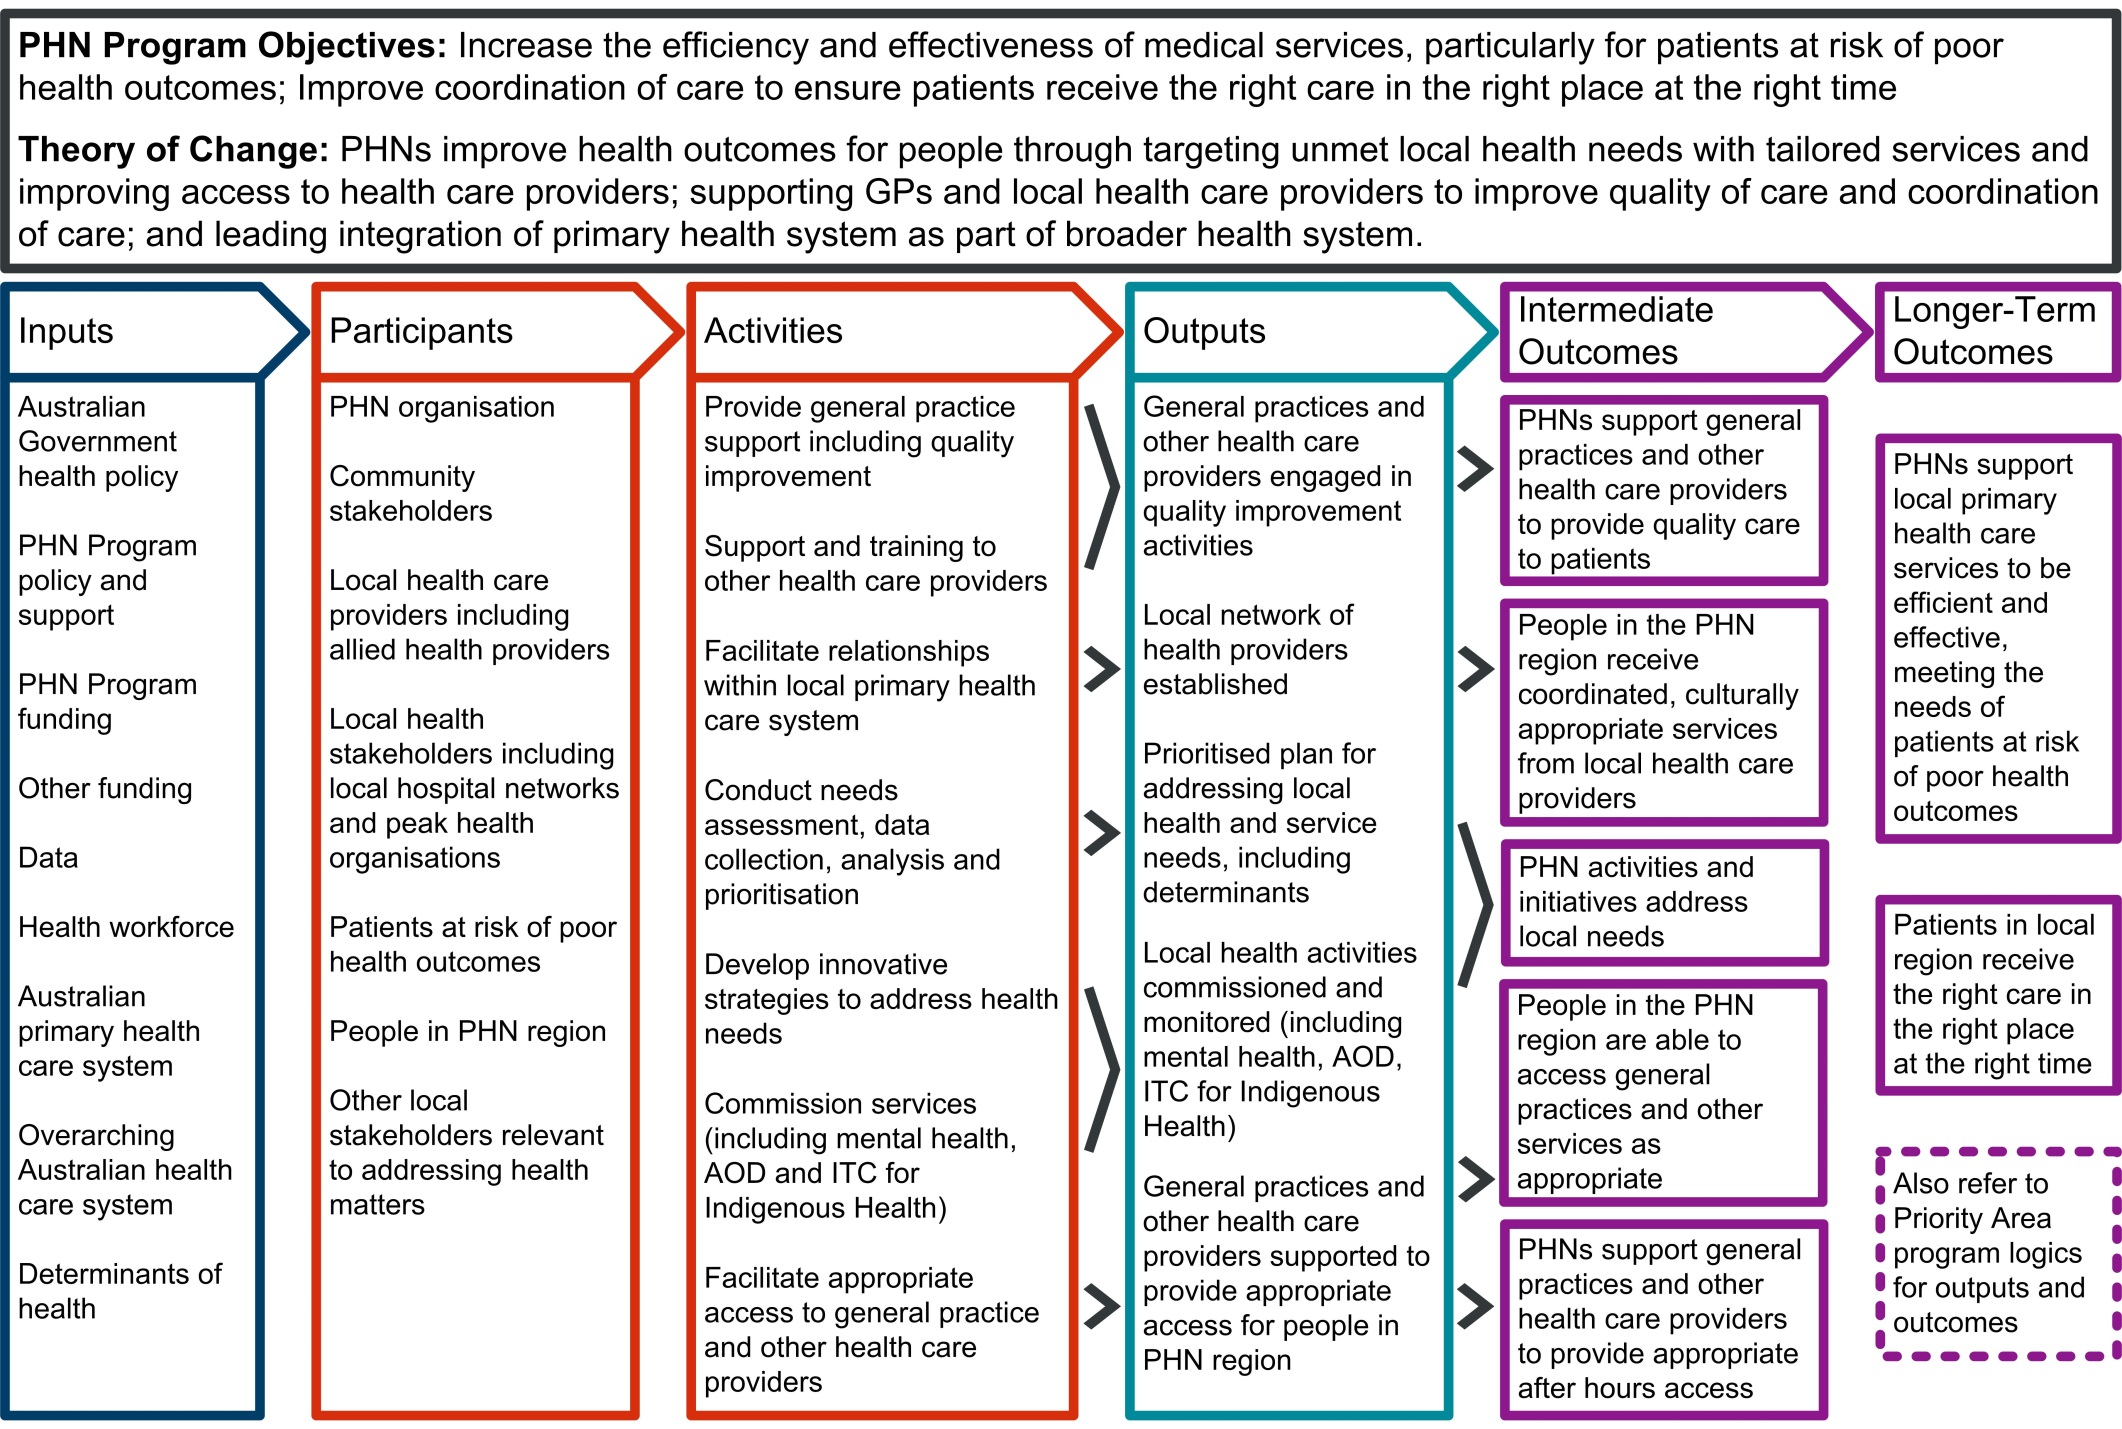 PHN Program Objectives: Increase the efficiency and effectiveness of medical services, particularly for patients at risk of poor
health outcomes; Improve coordination of care to ensure patients receive the right care in the right place at the right time
Theory of Change: PHNs improve health outcomes for people through targeting unmet local health needs with tailored services and
improving access to health care providers; supporting GPs and local health care providers to improve quality of care and coordination
of care; and leading integration of primary health system as part of broader health system.
Inputs
Australian
Government
health policy
PHN Program
policy and
support
PHN Program
funding
Other funding
Data
Health workforce
Australian
primary health
care system
Overarching
Australian health
care system
Determinants of
health
Participants
PHN organisation
Community
stakeholders
Local health care
providers including
allied health providers
Local health
stakeholders including
local hospital networks
and peak health
organisations
Patients at risk of poor
health outcomes
People in PHN region
Other local
stakeholders relevant
to addressing health
matters
Activities
Provide general practice
support including quality
improvement
Support and training to
other health care providers
Facilitate relationships
within local primary health
care system
Conduct needs
assessment, data
collection, analysis and
prioritisation
Develop innovative
strategies to address health
needs
Commission services
(including mental health,
AOD and ITC for
Indigenous Health)
Facilitate appropriate
access to general practice
and other health care
providers
Outputs
General practices and
other health care
providers engaged in
quality improvement
activities
Local network of
health providers
established
Prioritised plan for
addressing local
health and service
needs, including
determinants
Local health activities
commissioned and
monitored (including
mental health, AOD,
ITC for Indigenous
Health)
General practices and
other health care
providers supported to
provide appropriate
access for people in
PHN region
Intermediate
Outcomes
PHNs support general
practices and other
health care providers
to provide quality care
to patients
People in the PHN
region receive
coordinated, culturally
appropriate services
from local health care
providers
PHN activities and
initiatives address
local needs
People in the PHN
region are able to
access general
practices and other
services as
appropriate
PHNs support general
practices and other
health care providers
to provide appropriate
after hours access
Longer-Term
Outcomes
PHNs support
local primary
health care
services to be
efficient and
effective,
meeting the
needs of
patients at risk
of poor health
outcomes
Patients in local
region receive
the right care in
the right place
at the right time
Also refer to
Priority Area
program logics
for outputs and
outcomes